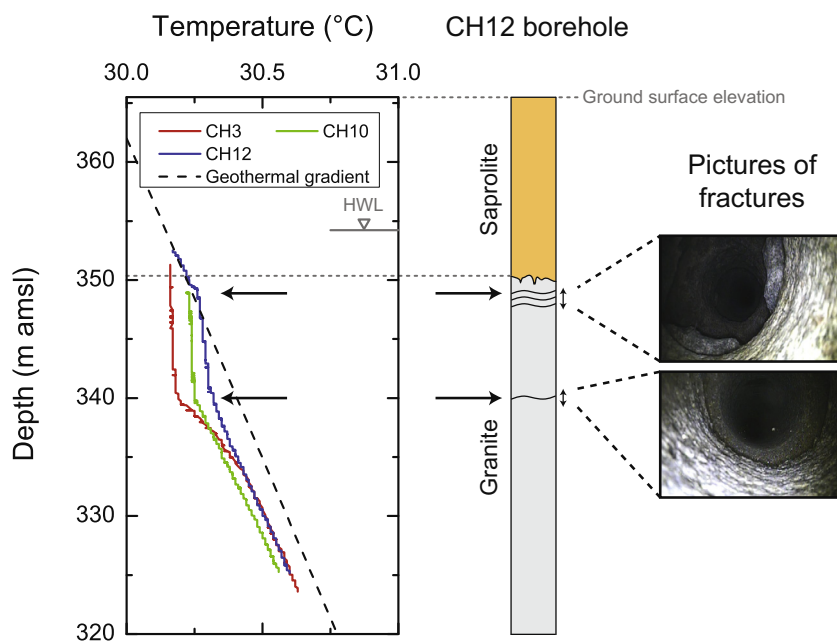 Temperature (°C)
CH12 borehole
30.0 30.5 31.0
CH3 CH10
CH12
Geothermal gradient
HWL
Depth (m amsl)
360
350
340
330
320
Ground surface elevation
Saprolite
Granite
Pictures of
fractures